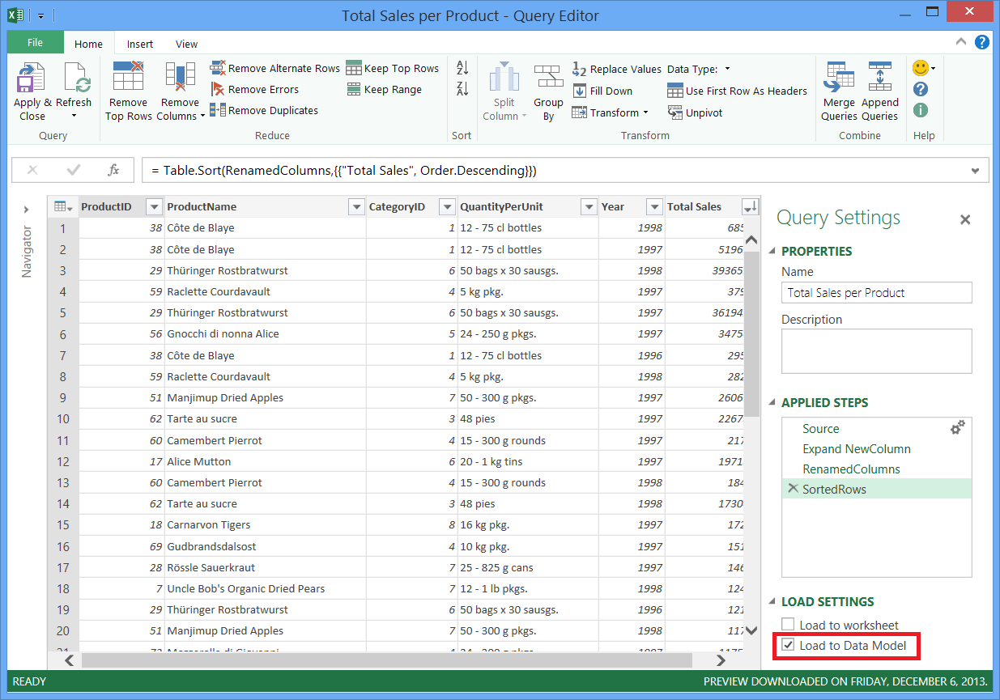 Total Sales per Product - Query Editor
File Home Insert View
Apply & Close
Refresh
Query
Remove Top Rows
Remove Columns
Remove Alternate Rows
Remove Errors
Remove Duplicates
Keep Top Rows
Keep Range
Reduce
Sort
Split Column
Group By
Replace Values
Fill Down
Transform
Data Type:
Use First Row As Headers
Unpivot
Transform
Merge Queries
Append Queries
Combine
Help
fx
= Table.Sort(RenamedColumns,{{"Total Sales", Order.Descending}})
Navigator
ProductID ProductName CategoryID QuantityPerUnit Year Total Sales
1 38 Côte de Blaye 1 12 - 75 cl bottles 1998 685
2 38 Côte de Blaye 1 12 - 75 cl bottles 1997 5196
3 29 Thüringer Rostbratwurst 6 50 bags x 30 sausgs. 1998 39365
4 59 Raclette Courdavault 4 5 kg pkg. 1997 379
5 29 Thüringer Rostbratwurst 6 50 bags x 30 sausgs. 1997 36194
6 56 Gnocchi di nonna Alice 5 24 - 250 g pkgs. 1997 3475
7 38 Côte de Blaye 1 12 - 75 cl bottles 1996 295
8 59 Raclette Courdavault 4 5 kg pkg. 1998 282
9 51 Manjimup Dried Apples 7 50 - 300 g pkgs. 1997 2606
10 62 Tarte au sucre 3 48 pies 1997 2267
11 60 Camembert Pierrot 4 15 - 300 g rounds 1997 217
12 17 Alice Mutton 6 20 - 1 kg tins 1997 1971
13 60 Camembert Pierrot 4 15 - 300 g rounds 1998 184
14 62 Tarte au sucre 3 48 pies 1998 1730
15 18 Carnarvon Tigers 8 16 kg pkg. 1997 172
16 69 Gudbrandsdalsost 4 10 kg pkg. 1997 151
17 28 Rössle Sauerkraut 7 25 - 825 g cans 1997 146
18 7 Uncle Bob's Organic Dried Pears 7 12 - 1 lb pkgs. 1998 124
19 29 Thüringer Rostbratwurst 6 50 bags x 30 sausgs. 1996 121
20 51 Manjimup Dried Apples 7 50 - 300 g pkgs. 1998 117
Query Settings
PROPERTIES
Name
Total Sales per Product
Description
APPLIED STEPS
Source
Expand NewColumn
RenamedColumns
SortedRows
LOAD SETTINGS
Load to worksheet
Load to Data Model
READY
PREVIEW DOWNLOADED ON FRIDAY, DECEMBER 6, 2013.